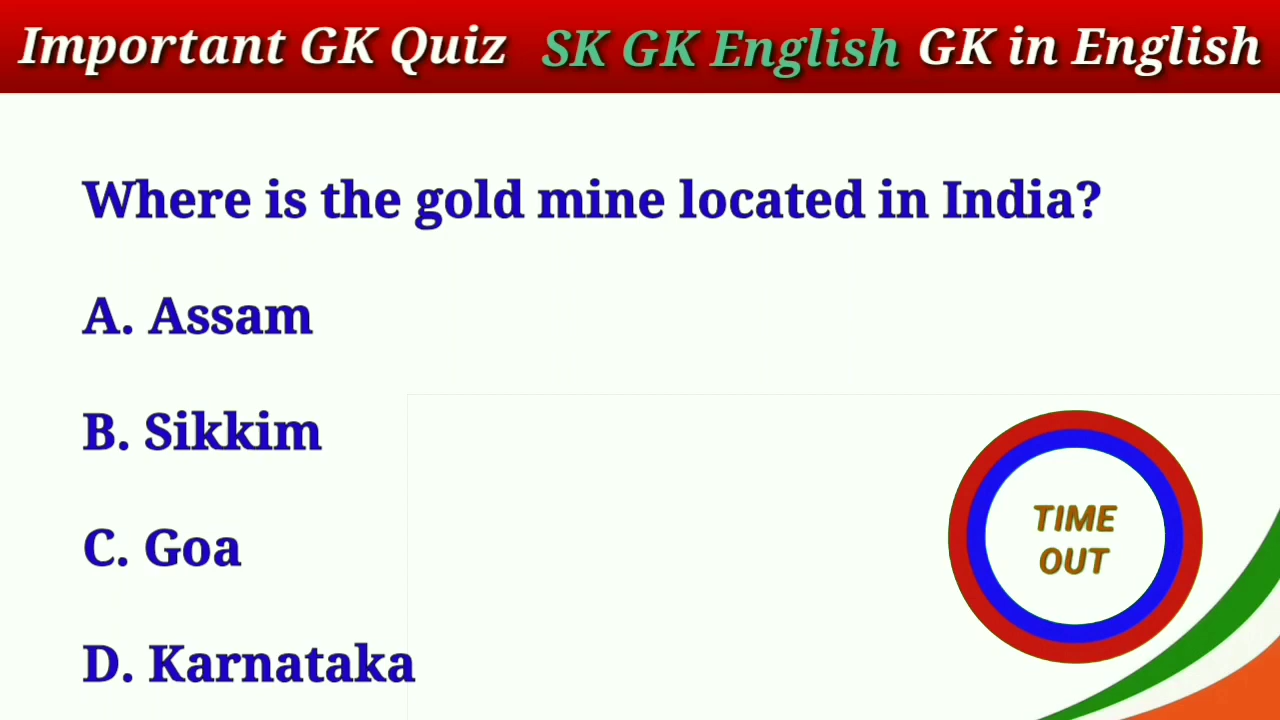 Important GK Quiz SK GK English GK in English
Where is the gold mine located in India?
A. Assam
B. Sikkim
C. Goa
D. Karnataka
TIME
OUT